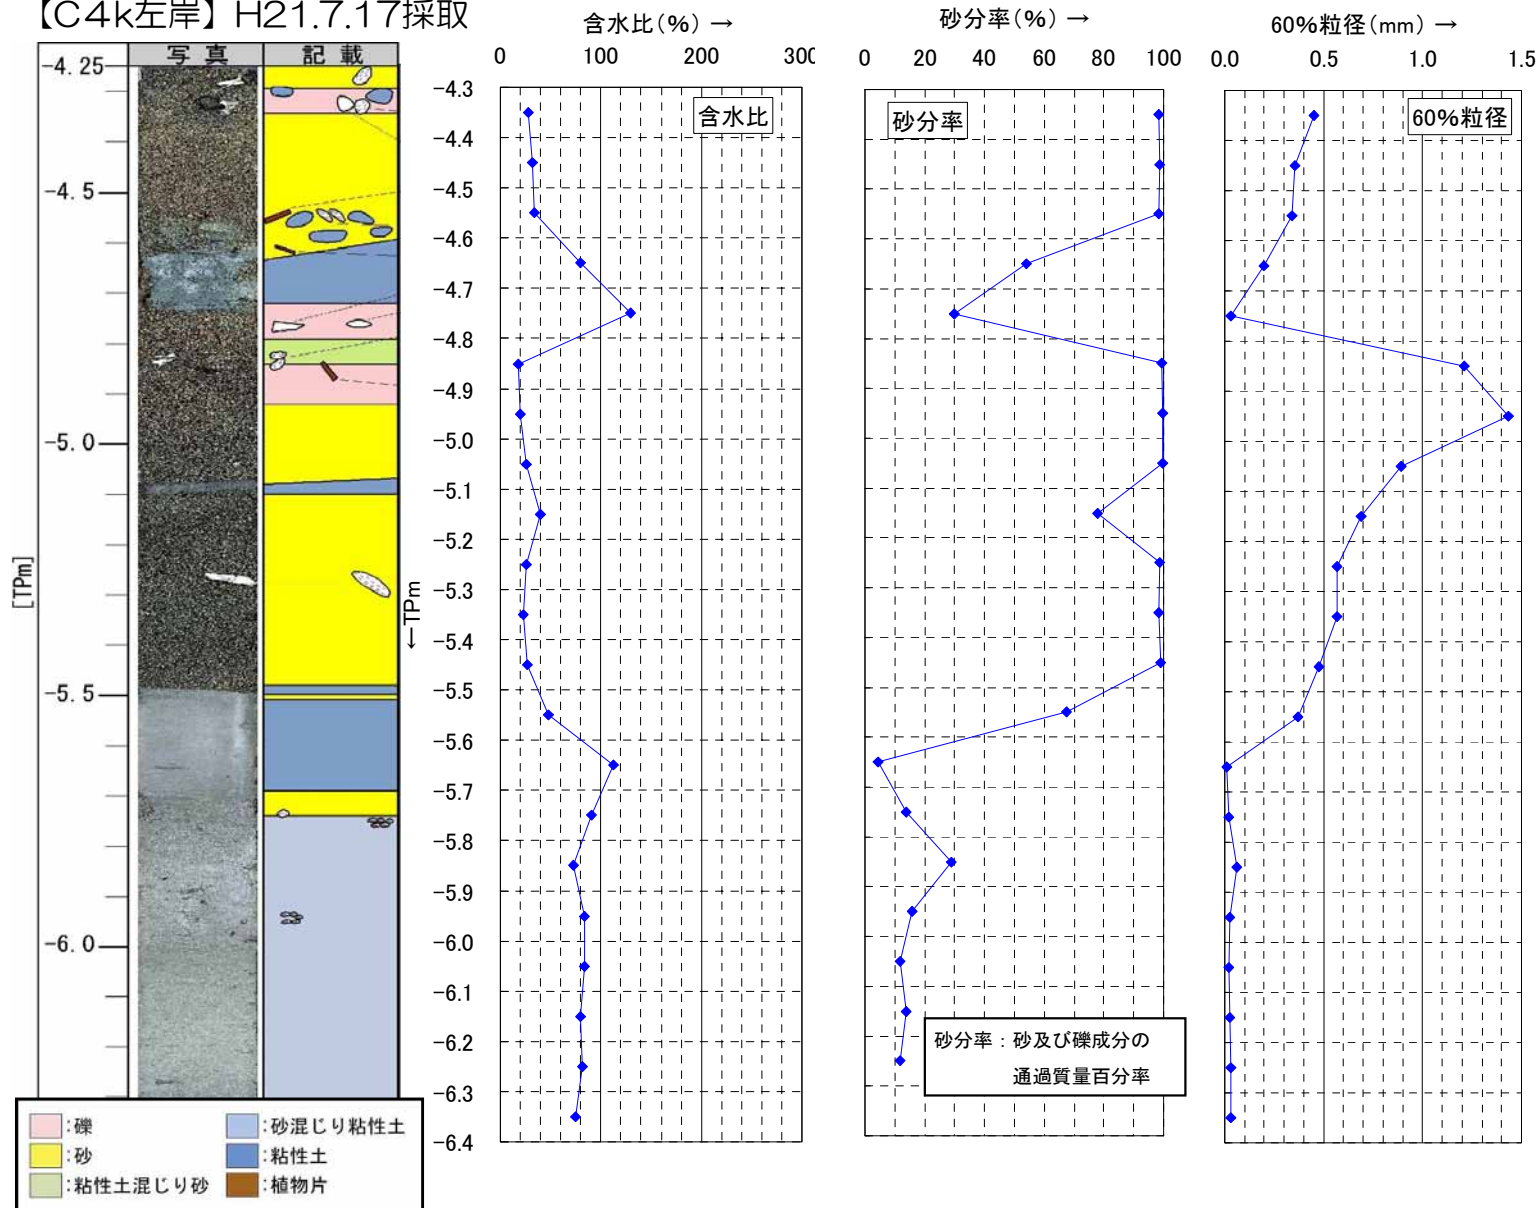 【C4k左岸】H21.7.17採取
写真 記載
-4.25
-4.5
-5.0
-5.5
-6.0
[TPm]
←TPm
含水比(%) →
0 100 200 300
含水比
-4.3
-4.4
-4.5
-4.6
-4.7
-4.8
-4.9
-5.0
-5.1
-5.2
-5.3
-5.4
-5.5
-5.6
-5.7
-5.8
-5.9
-6.0
-6.1
-6.2
-6.3
-6.4
砂分率(%) →
0 20 40 60 80 100
砂分率
砂分率：砂及び礫成分の
通過質量百分率
60%粒径(mm) →
0.0 0.5 1.0 1.5
60%粒径
:礫
:砂
:粘性土混じり砂
:砂混じり粘性土
:粘性土
:植物片